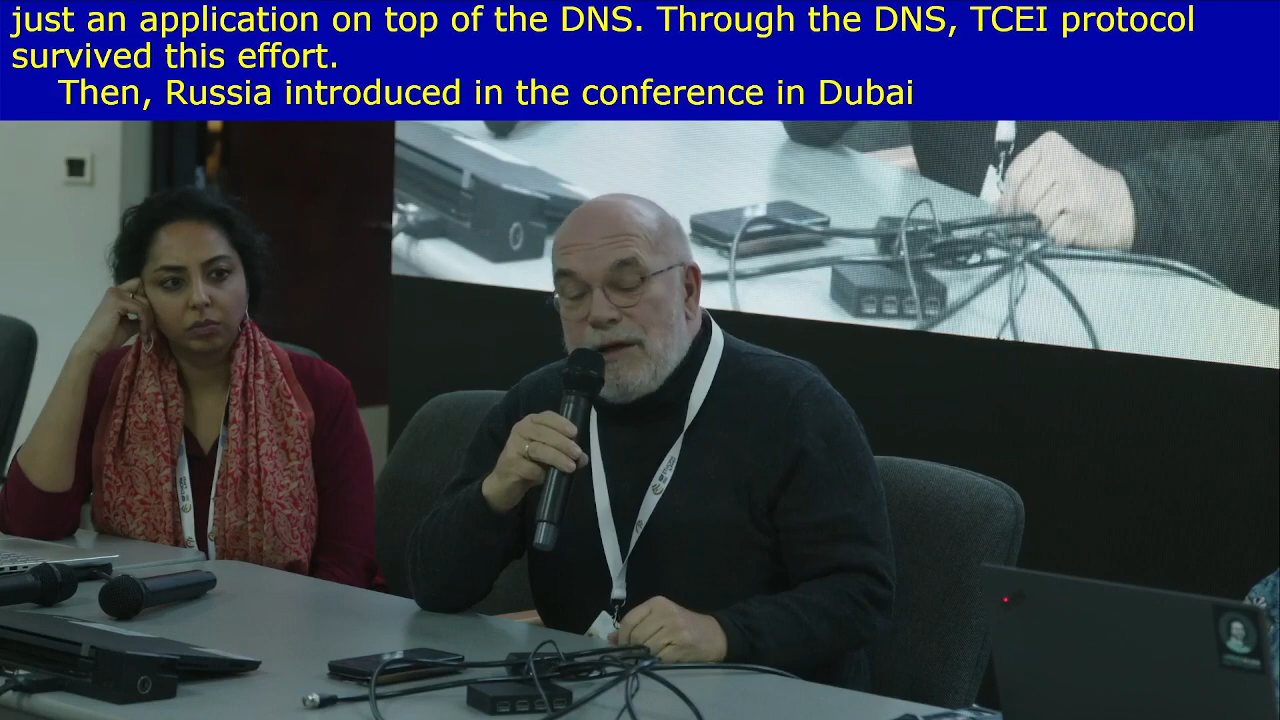 just an application on top of the DNS. Through the DNS, TCEI protocol
survived this effort.
Then, Russia introduced in the conference in Dubai